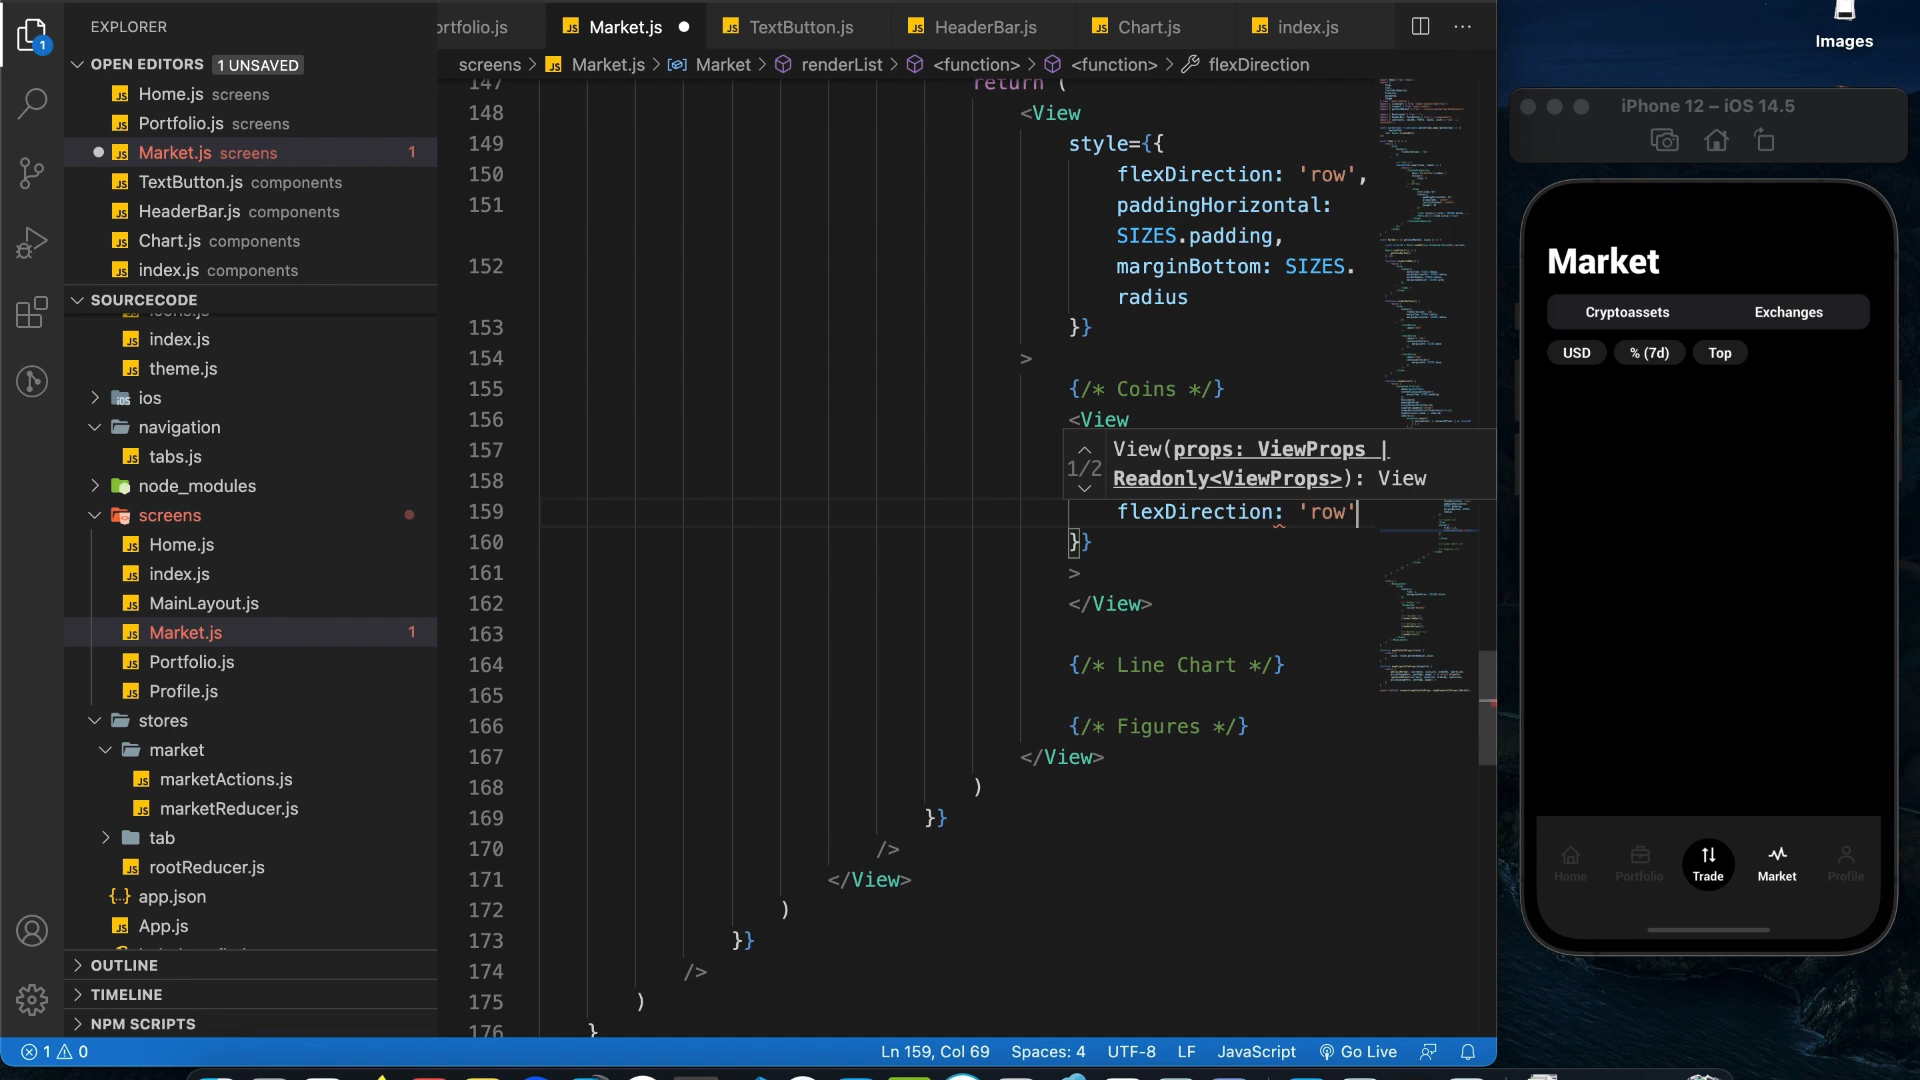 EXPLORER
OPEN EDITORS 1 UNSAVED
Home.js screens
Portfolio.js screens
Market.js screens 1
TextButton.js components
HeaderBar.js components
Chart.js components
index.js components
SOURCECODE
index.js
theme.js
ios
navigation
tabs.js
node_modules
screens
Home.js
index.js
MainLayout.js
Market.js 1
Portfolio.js
Profile.js
stores
market
marketActions.js
marketReducer.js
tab
rootReducer.js
app.json
App.js
OUTLINE
TIMELINE
NPM SCRIPTS
ortfolio.js Market.js TextButton.js HeaderBar.js Chart.js index.js
screens > Market.js > Market > renderList > <function> > <function> > flexDirection
147 return (
148 <View
149 style={{
150 flexDirection: 'row',
151 paddingHorizontal:
SIZES.padding,
152 marginBottom: SIZES.
radius
153 }}
154 >
155 {/* Coins */}
156 <View
157
158
View(props: ViewProps |
1/2
Readonly<ViewProps>): View
159 flexDirection: 'row'
160 }}
161 >
162 </View>
163
164 {/* Line Chart */}
165
166 {/* Figures */}
167 </View>
168 )
169 }}
170 />
171 </View>
172 )
173 }}
174 />
175 )
176 }
1 0 Ln 159, Col 69 Spaces: 4 UTF-8 LF JavaScript Go Live
Images
iPhone 12 – iOS 14.5
Market
Cryptoassets Exchanges
USD % (7d) Top
Home Portfolio Trade Market Profile